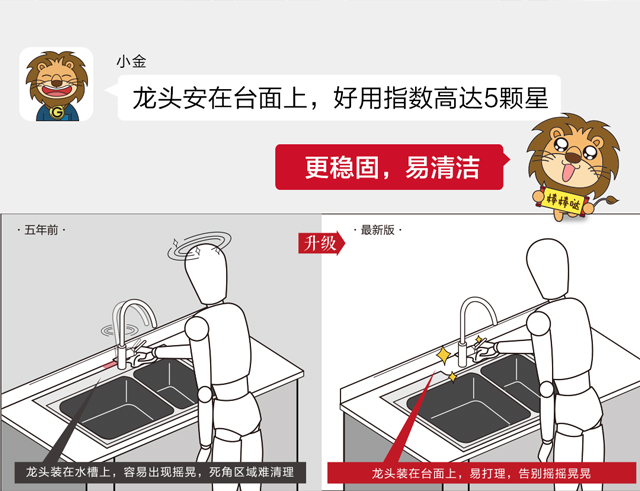 小金
龙头安在台面上，好用指数高达5颗星
更稳固，易清洁
棒棒哒
·五年前·
升级
·最新版·
G
龙头装在水槽上，容易出现摇晃，死角区域难清理
龙头装在台面上，易打理，告别摇摇晃晃